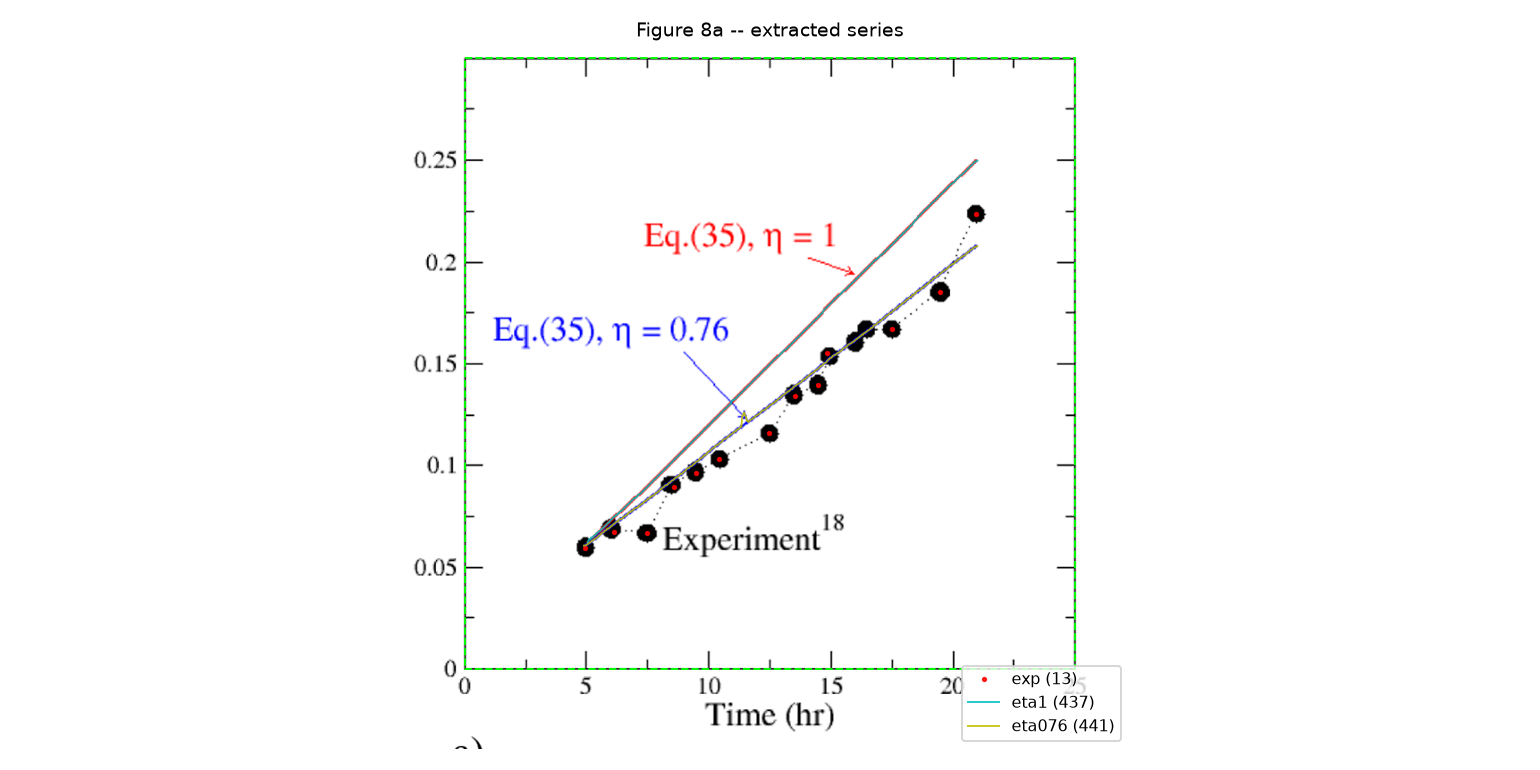 Figure 8a -- extracted series
0.25
Eq.(35), η = 1
0.2
Eq.(35), η = 0.76
0.15
0.1
Experiment18
0.05
0
0 5 10 15 20 25
Time (hr)
exp (13)
eta1 (437)
eta076 (441)